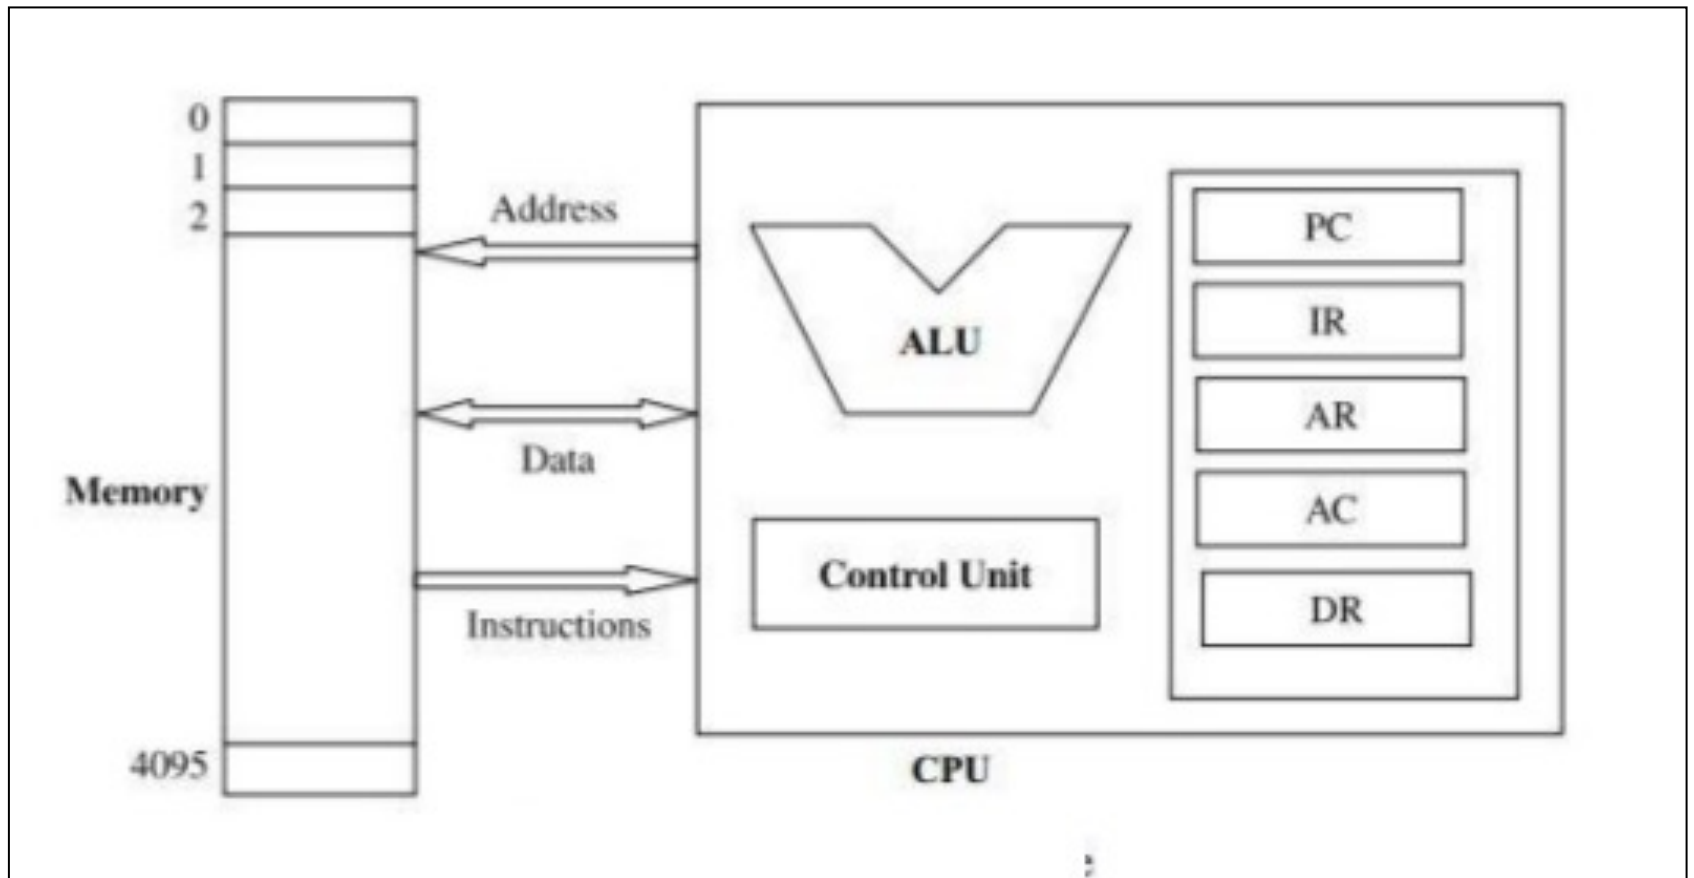 0
1
2
Address
PC
IR
ALU
AR
Data
Memory
AC
Control Unit
Instructions
DR
4095
CPU